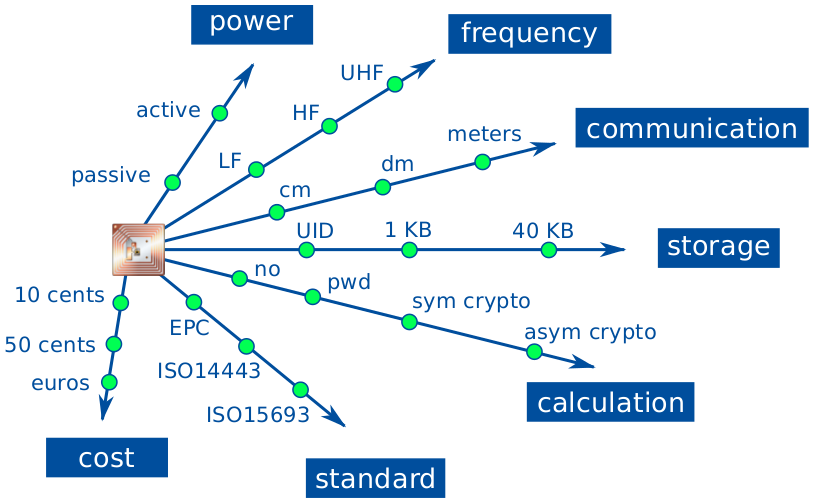 power
frequency
UHF
active
HF
communication
meters
LF
dm
passive
cm
UID
1 KB
40 KB
storage
no
pwd
10 cents
sym crypto
EPC
asym crypto
50 cents
ISO14443
euros
calculation
ISO15693
cost
standard